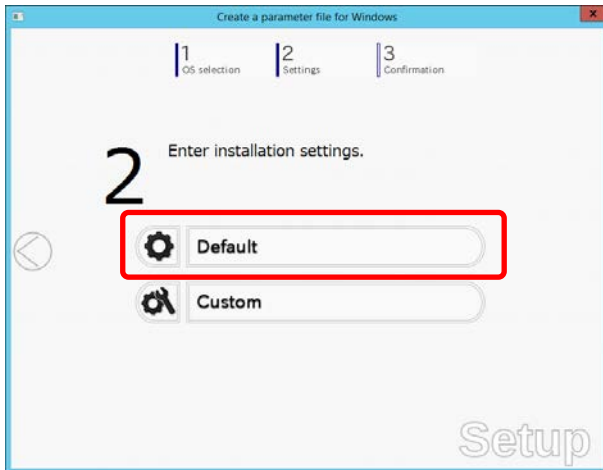 Create a parameter file for Windows
x
1
OS selection
2
Settings
3
Confirmation
2
Enter installation settings.
Default
Custom
Setup